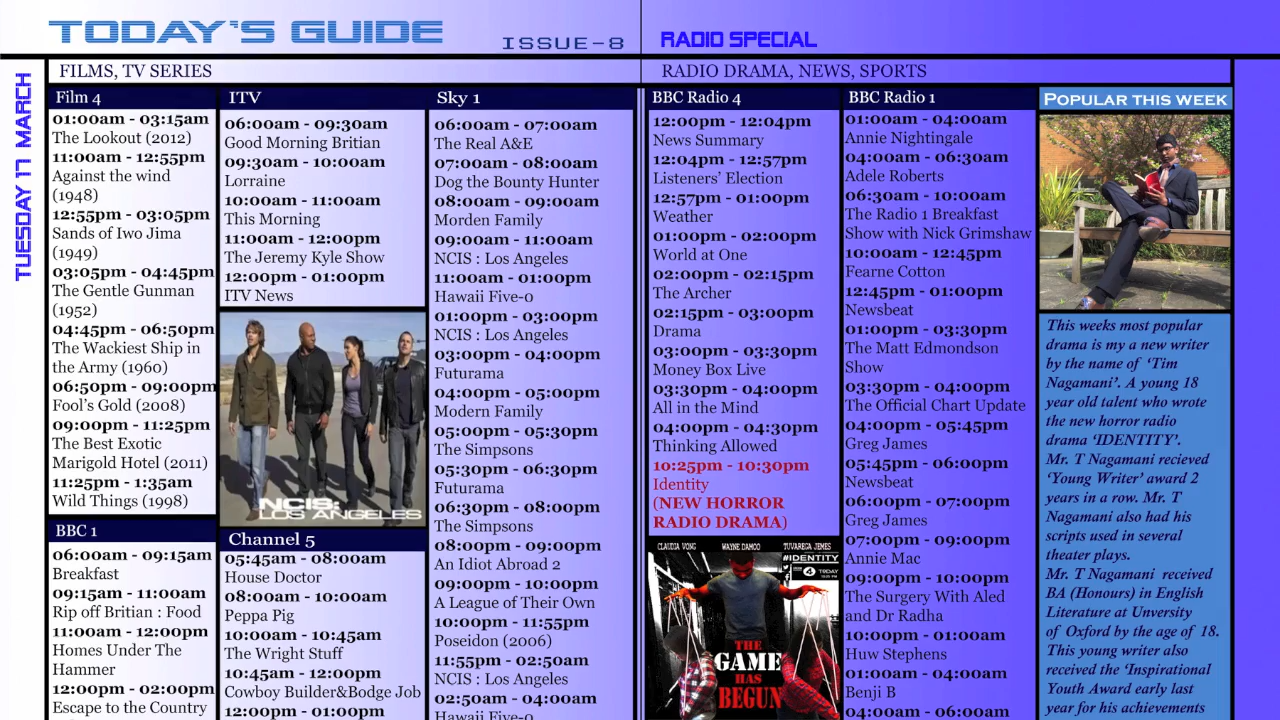 TODAY'S GUIDE
ISSUE-8
RADIO SPECIAL
TUESDAY 17 MARCH
FILMS, TV SERIES
RADIO DRAMA, NEWS, SPORTS
Film 4
01:00am - 03:15am
The Lookout (2012)
11:00am - 12:55pm
Against the wind
(1948)
12:55pm - 03:05pm
Sands of Iwo Jima
(1949)
03:05pm - 04:45pm
The Gentle Gunman
(1952)
04:45pm - 06:50pm
The Wackiest Ship in
the Army (1960)
06:50pm - 09:00pm
Fool's Gold (2008)
09:00pm - 11:25pm
The Best Exotic
Marigold Hotel (2011)
11:25pm - 1:35am
Wild Things (1998)
BBC 1
06:00am - 09:15am
Breakfast
09:15am - 11:00am
Rip off Britian : Food
11:00am - 12:00pm
Homes Under The
Hammer
12:00pm - 02:00pm
Escape to the Country
ITV
06:00am - 09:30am
Good Morning Britian
09:30am - 10:00am
Lorraine
10:00am - 11:00am
This Morning
11:00am - 12:00pm
The Jeremy Kyle Show
12:00pm - 01:00pm
ITV News
NCIS:
LOS ANGELES
Channel 5
05:45am - 08:00am
House Doctor
08:00am - 10:00am
Peppa Pig
10:00am - 10:45am
The Wright Stuff
10:45am - 12:00pm
Cowboy Builder&Bodge Job
12:00pm - 01:00pm
Sky 1
06:00am - 07:00am
The Real A&E
07:00am - 08:00am
Dog the Bounty Hunter
08:00am - 09:00am
Morden Family
09:00am - 11:00am
NCIS : Los Angeles
11:00am - 01:00pm
Hawaii Five-0
01:00pm - 03:00pm
NCIS : Los Angeles
03:00pm - 04:00pm
Futurama
04:00pm - 05:00pm
Modern Family
05:00pm - 05:30pm
The Simpsons
05:30pm - 06:30pm
Futurama
06:30pm - 08:00pm
The Simpsons
08:00pm - 09:00pm
An Idiot Abroad 2
09:00pm - 10:00pm
A League of Their Own
10:00pm - 11:55pm
Poseidon (2006)
11:55pm - 02:50am
NCIS : Los Angeles
02:50am - 04:00am
Hawaii Five-0
BBC Radio 4
12:00pm - 12:04pm
News Summary
12:04pm - 12:57pm
Listeners' Election
12:57pm - 01:00pm
Weather
01:00pm - 02:00pm
World at One
02:00pm - 02:15pm
The Archer
02:15pm - 03:00pm
Drama
03:00pm - 03:30pm
Money Box Live
03:30pm - 04:00pm
All in the Mind
04:00pm - 04:30pm
Thinking Allowed
10:25pm - 10:30pm
Identity
(NEW HORROR
RADIO DRAMA)
CLAUDIA VONG WAYNE DAMCO TUVAREGA JEMES
#IDENTITY
4 TODAY
THE
GAME
HAS
BEGUN
BBC Radio 1
01:00am - 04:00am
Annie Nightingale
04:00am - 06:30am
Adele Roberts
06:30am - 10:00am
The Radio 1 Breakfast
Show with Nick Grimshaw
10:00am - 12:45pm
Fearne Cotton
12:45pm - 01:00pm
Newsbeat
01:00pm - 03:30pm
The Matt Edmondson
Show
03:30pm - 04:00pm
The Official Chart Update
04:00pm - 05:45pm
Greg James
05:45pm - 06:00pm
Newsbeat
06:00pm - 07:00pm
Greg James
07:00pm - 09:00pm
Annie Mac
09:00pm - 10:00pm
The Surgery With Aled
and Dr Radha
10:00pm - 01:00am
Huw Stephens
01:00am - 04:00am
Benji B
04:00am - 06:00am
POPULAR THIS WEEK
This weeks most popular
drama is my a new writer
by the name of 'Tim
Nagamani'. A young 18
year old talent who wrote
the new horror radio
drama 'IDENTITY'.
Mr. T Nagamani recieved
'Young Writer' award 2
years in a row. Mr. T
Nagamani also had his
scripts used in several
theater plays.
Mr. T Nagamani received
BA (Honours) in English
Literature at Unversity
of Oxford by the age of 18.
This young writer also
received the 'Inspirational
Youth Award early last
year for his achievements